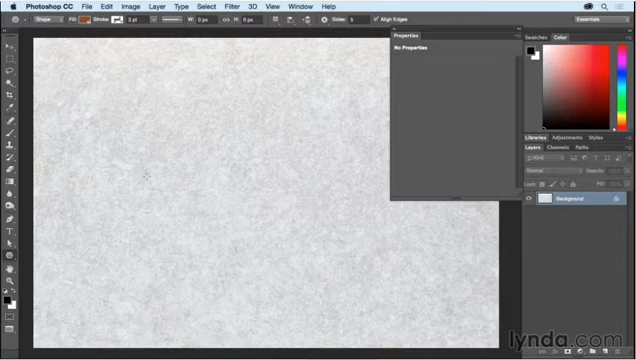 Photoshop CC File Edit Image Layer Type Select Filter 3D View Window Help
Shape Fill: Stroke: 3 pt W: 0 px H: 0 px Sides: 5 Align Edges Essentials
Properties
No Properties
Swatches Color
Libraries Adjustments Styles
Layers Channels Paths
Kind
Normal Opacity:
Lock: Fill:
Background
lynda.com